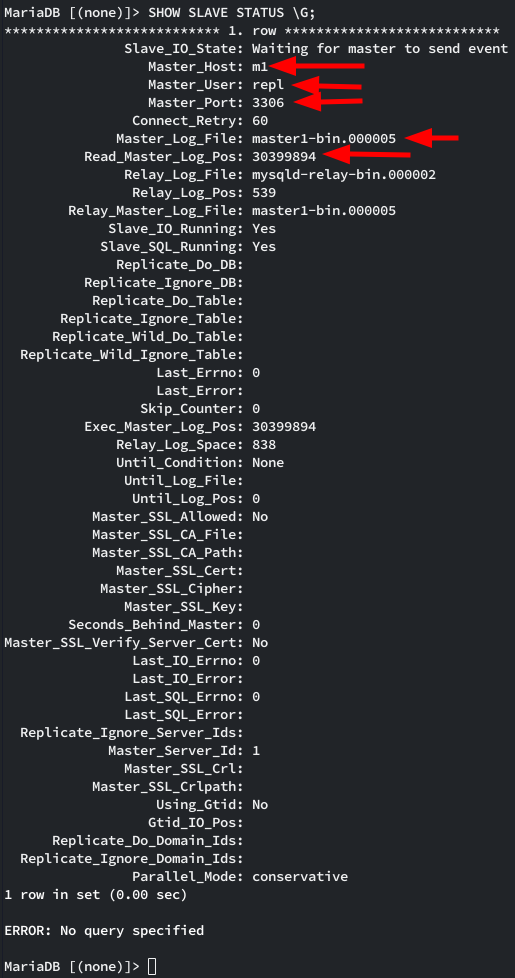 MariaDB [(none)]> SHOW SLAVE STATUS \G;
*************************** 1. row ***************************
Slave_IO_State: Waiting for master to send event
Master_Host: m1
Master_User: repl
Master_Port: 3306
Connect_Retry: 60
Master_Log_File: master1-bin.000005
Read_Master_Log_Pos: 30399894
Relay_Log_File: mysqld-relay-bin.000002
Relay_Log_Pos: 539
Relay_Master_Log_File: master1-bin.000005
Slave_IO_Running: Yes
Slave_SQL_Running: Yes
Replicate_Do_DB:
Replicate_Ignore_DB:
Replicate_Do_Table:
Replicate_Ignore_Table:
Replicate_Wild_Do_Table:
Replicate_Wild_Ignore_Table:
Last_Errno: 0
Last_Error:
Skip_Counter: 0
Exec_Master_Log_Pos: 30399894
Relay_Log_Space: 838
Until_Condition: None
Until_Log_File:
Until_Log_Pos: 0
Master_SSL_Allowed: No
Master_SSL_CA_File:
Master_SSL_CA_Path:
Master_SSL_Cert:
Master_SSL_Cipher:
Master_SSL_Key:
Seconds_Behind_Master: 0
Master_SSL_Verify_Server_Cert: No
Last_IO_Errno: 0
Last_IO_Error:
Last_SQL_Errno: 0
Last_SQL_Error:
Replicate_Ignore_Server_Ids:
Master_Server_Id: 1
Master_SSL_Crl:
Master_SSL_Crlpath:
Using_Gtid: No
Gtid_IO_Pos:
Replicate_Do_Domain_Ids:
Replicate_Ignore_Domain_Ids:
Parallel_Mode: conservative
1 row in set (0.00 sec)
ERROR: No query specified
MariaDB [(none)]>